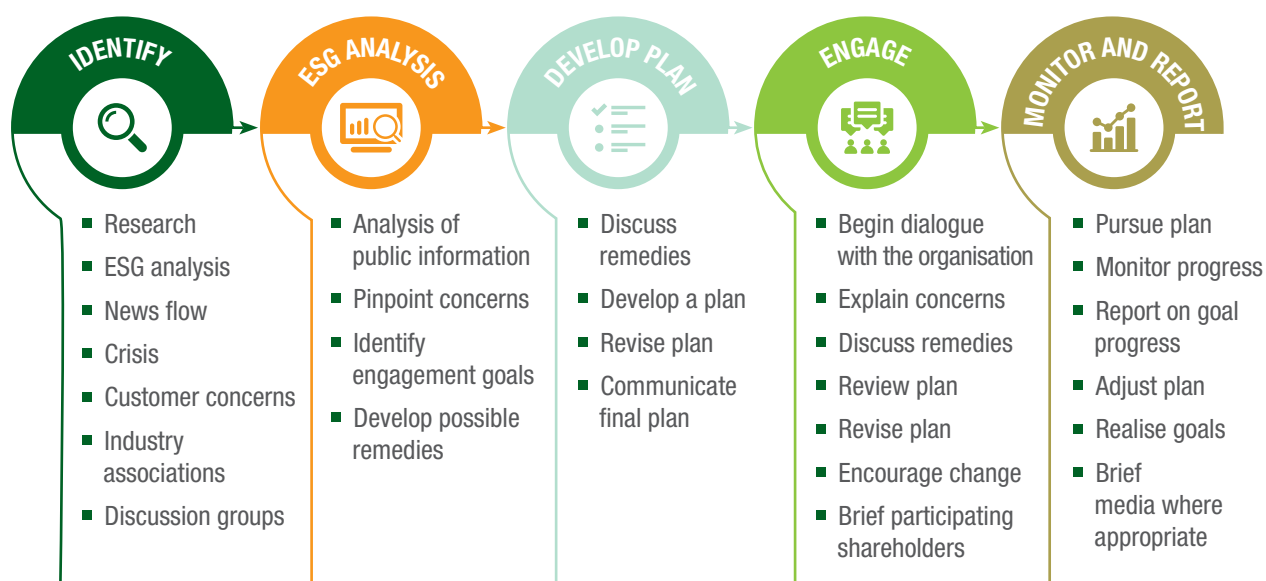 IDENTIFY
Research
ESG analysis
News flow
Crisis
Customer concerns
Industry
associations
Discussion groups
ESG ANALYSIS
Analysis of
public information
Pinpoint concerns
Identify
engagement goals
Develop possible
remedies
DEVELOP PLAN
Discuss
remedies
Develop a plan
Revise plan
Communicate
final plan
ENGAGE
Begin dialogue
with the organisation
Explain concerns
Discuss remedies
Review plan
Revise plan
Encourage change
Brief participating
shareholders
MONITOR AND REPORT
Pursue plan
Monitor progress
Report on goal
progress
Adjust plan
Realise goals
Brief
media where
appropriate